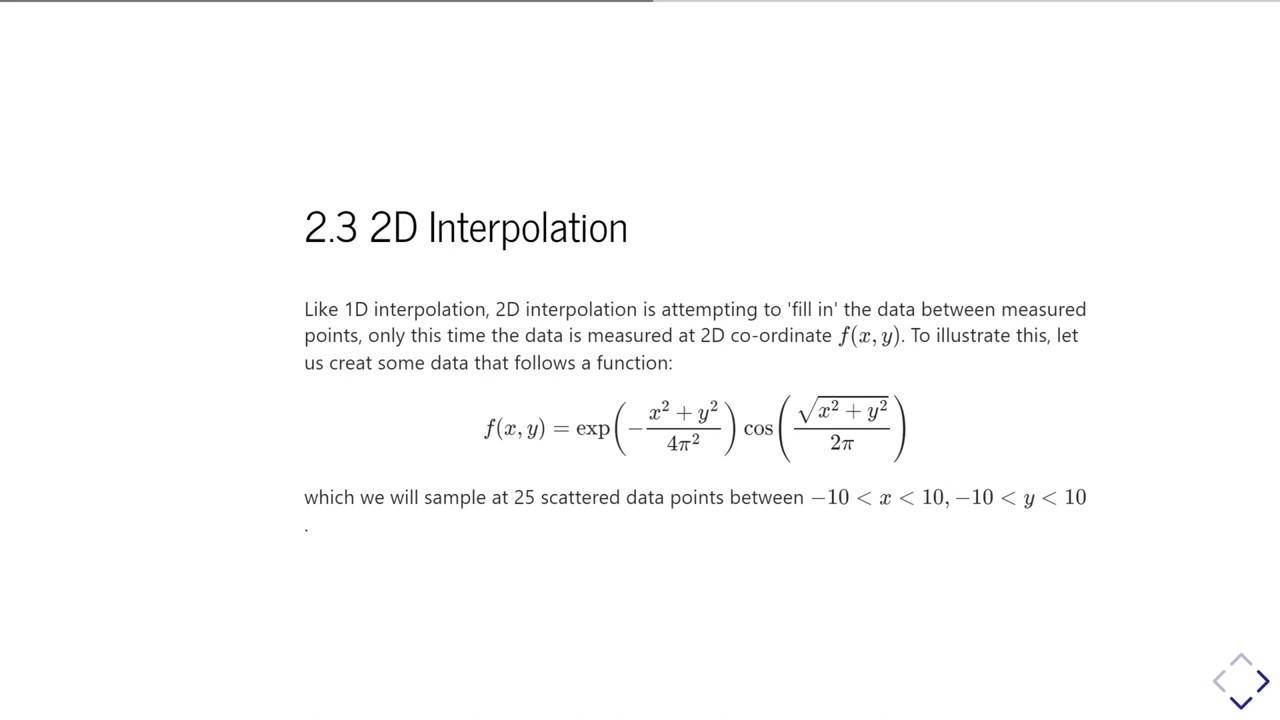 2.3 2D Interpolation
Like 1D interpolation, 2D interpolation is attempting to 'fill in' the data between measured
points, only this time the data is measured at 2D co-ordinate f(x, y). To illustrate this, let
us creat some data that follows a function:
f(x, y) = exp(−(x² + y²)/(4π²)) cos(√(x² + y²)/(2π))
which we will sample at 25 scattered data points between −10 < x < 10, −10 < y < 10
.